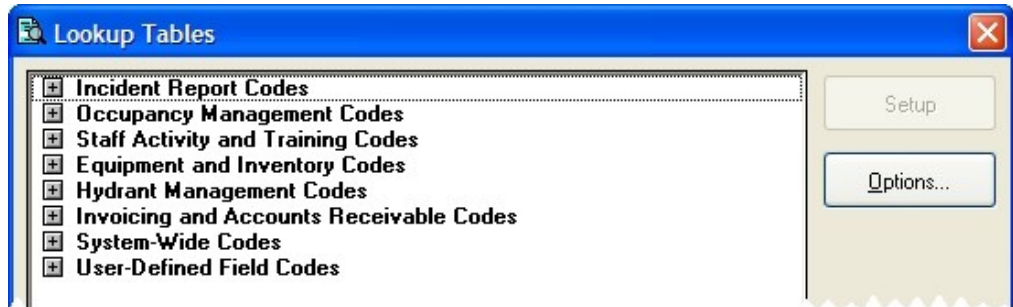 Lookup Tables
Incident Report Codes
Occupancy Management Codes
Staff Activity and Training Codes
Equipment and Inventory Codes
Hydrant Management Codes
Invoicing and Accounts Receivable Codes
System-Wide Codes
User-Defined Field Codes
Setup
Options...